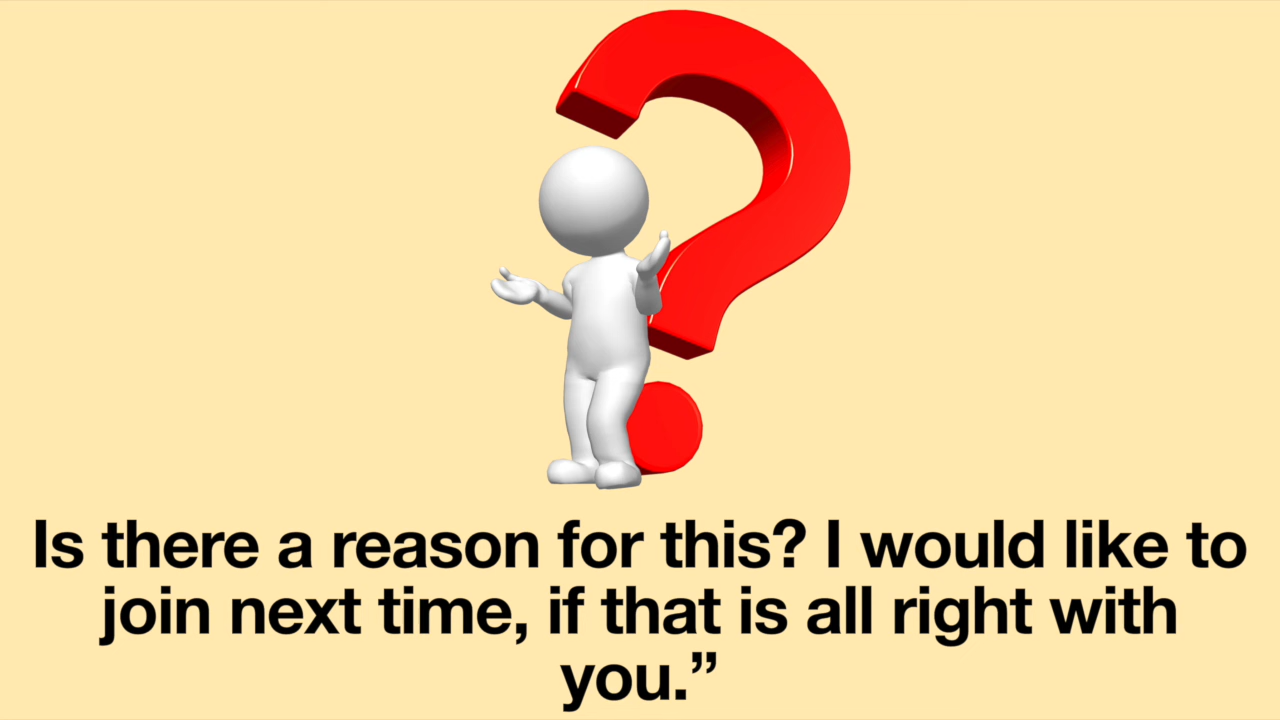 Is there a reason for this? I would like to
join next time, if that is all right with
you.”